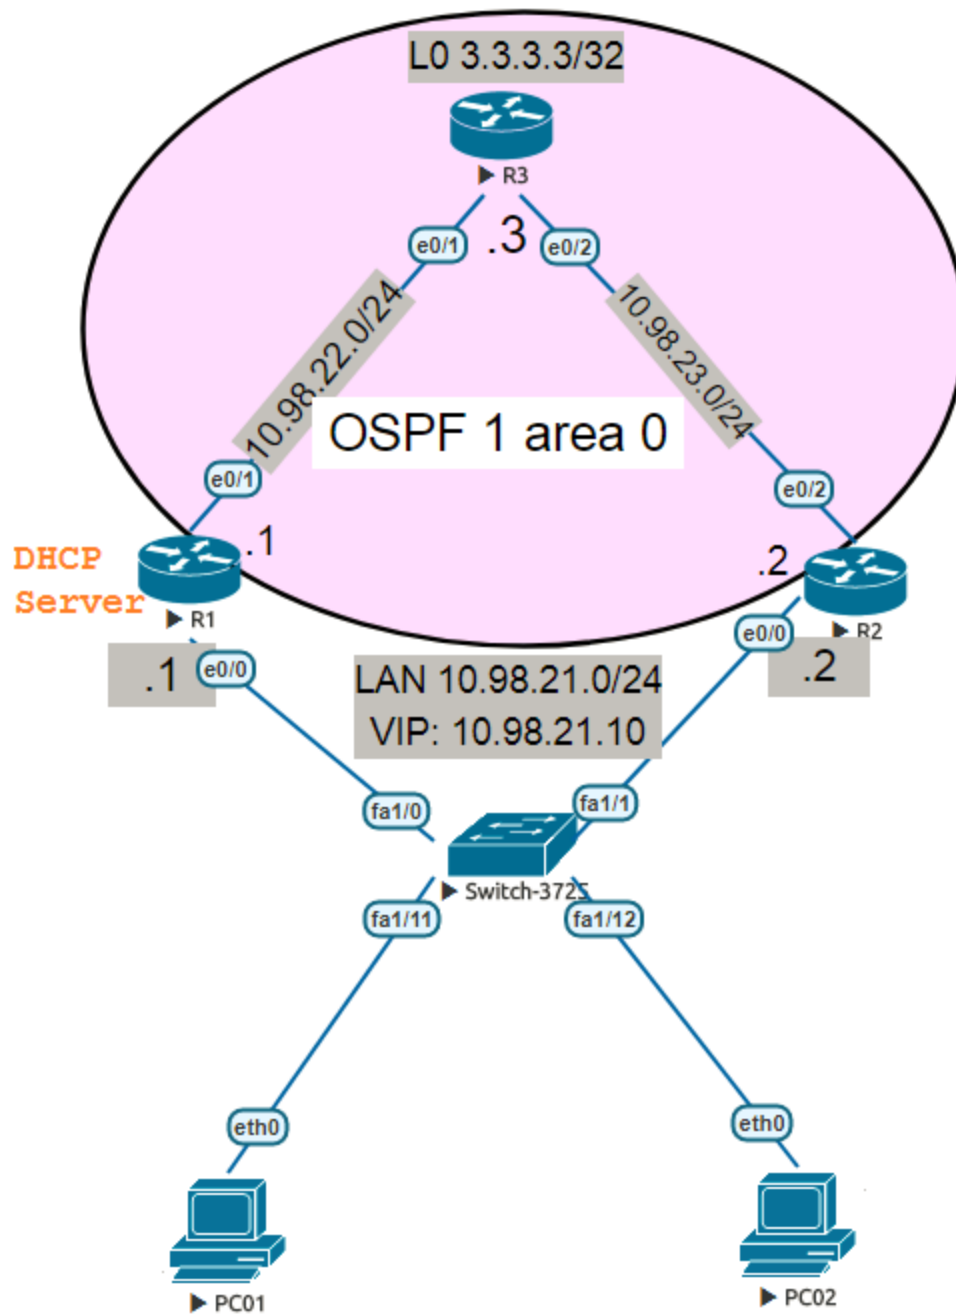 L0 3.3.3.3/32
R3
e0/1
.3
e0/2
10.98.22.0/24
10.98.23.0/24
OSPF 1 area 0
e0/1
e0/2
DHCP
Server
.1
.2
R1
R2
e0/0
e0/0
.1
.2
LAN 10.98.21.0/24
VIP: 10.98.21.10
fa1/0
fa1/1
Switch-3725
fa1/11
fa1/12
eth0
eth0
PC01
PC02